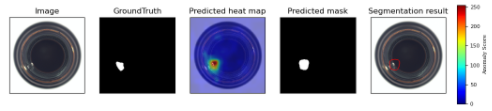 Image
GroundTruth
Predicted heat map
Predicted mask
Segmentation result
250
200
150
100
50
0
Anomaly Score